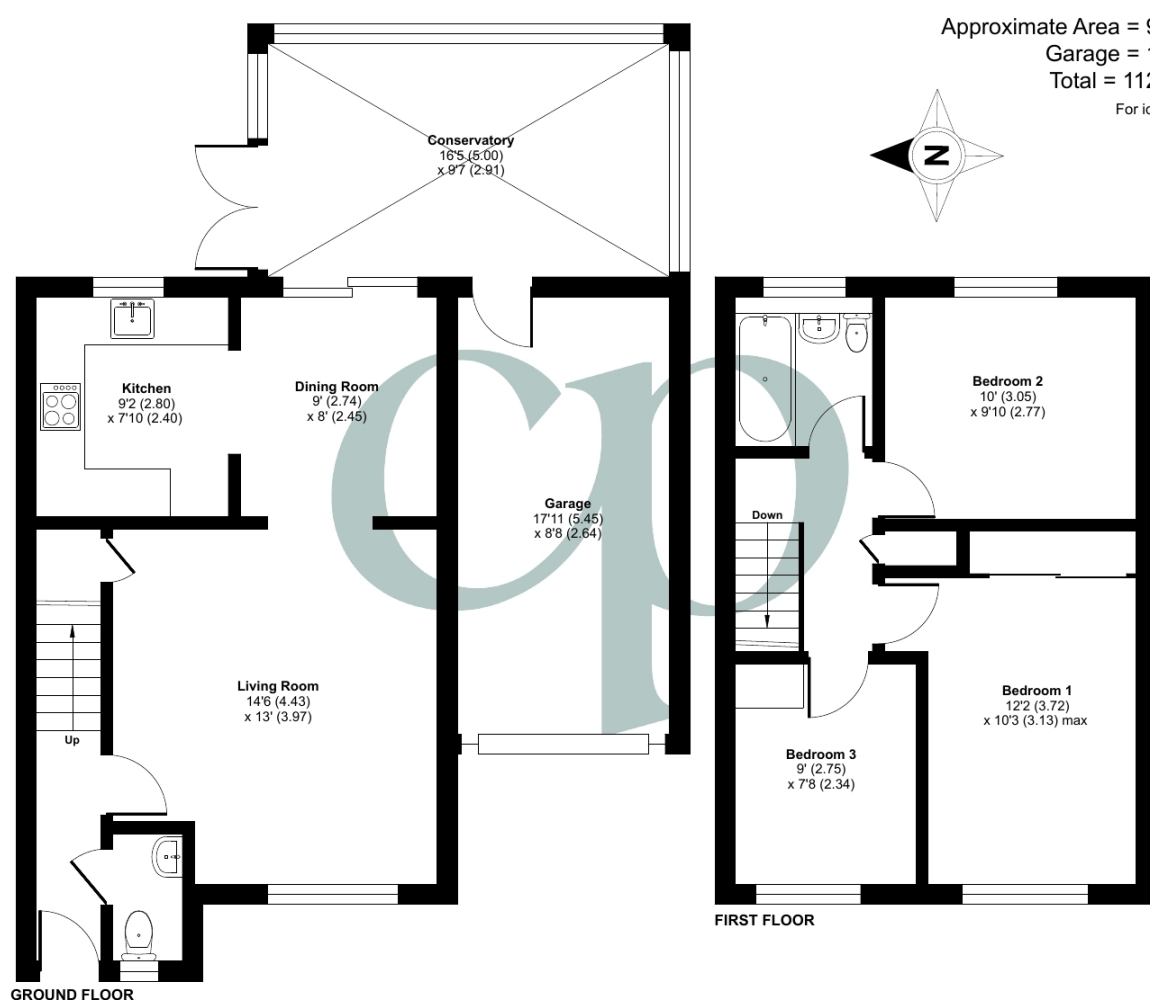 Approximate Area =
Garage =
Total =
For
N
Conservatory
16'5 (5.00)
x 9'7 (2.91)
Kitchen
9'2 (2.80)
x 7'10 (2.40)
Dining Room
9' (2.74)
x 8' (2.45)
Garage
17'11 (5.45)
x 8'8 (2.64)
Living Room
14'6 (4.43)
x 13' (3.97)
Up
GROUND FLOOR
Bedroom 2
10' (3.05)
x 9'10 (2.77)
Down
Bedroom 1
12'2 (3.72)
x 10'3 (3.13) max
Bedroom 3
9' (2.75)
x 7'8 (2.34)
FIRST FLOOR
cp